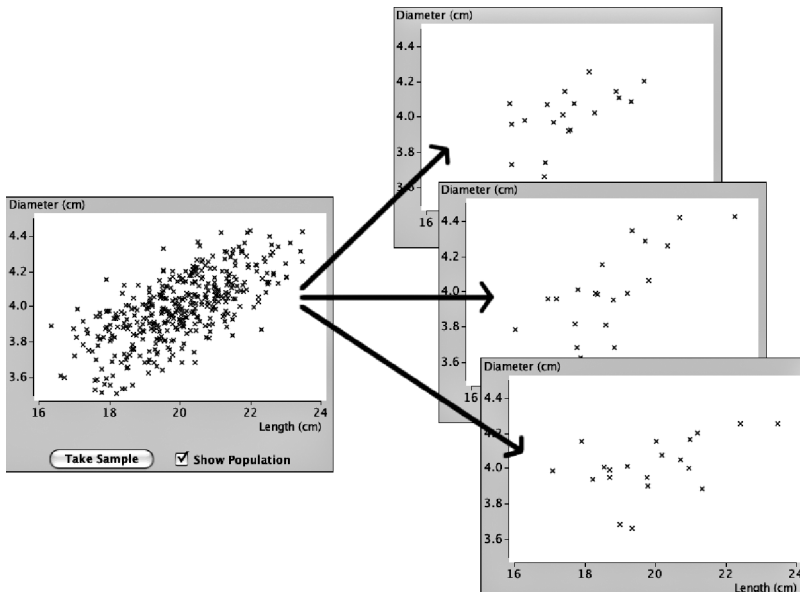 Diameter (cm)
4.4
4.2
4.0
3.8
3.6
16
Diameter (cm)
4.4
4.2
4.0
3.8
3.6
16
Diameter (cm)
4.4
4.2
4.0
3.8
3.6
16 18 20 22 24
Length (cm)
Take Sample
Show Population
Diameter (cm)
4.4
4.2
4.0
3.8
3.6
16 18 20 22 24
Length (cm)